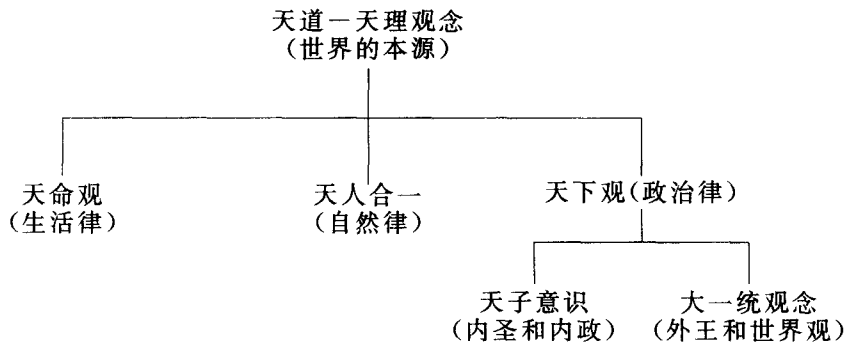 天道－天理观念
（世界的本源）
天命观
（生活律）
天人合一
（自然律）
天下观（政治律）
天子意识
（内圣和内政）
大一统观念
（外王和世界观）